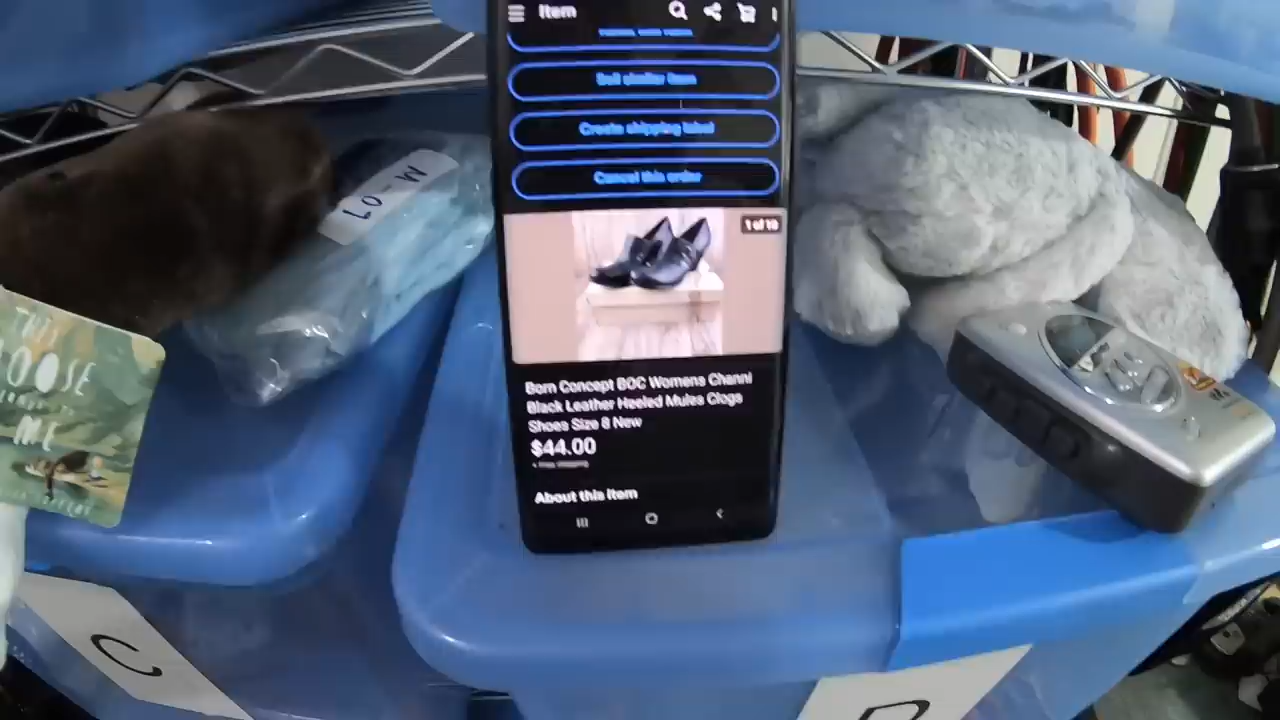 Item
Sell similar item
Create shipping label
Cancel this order
1 of 10
Born Concept BOC Womens Channi
Black Leather Heeled Mules Clogs
Shoes Size 8 New
$44.00
About this item
LO-M
ME
C
D